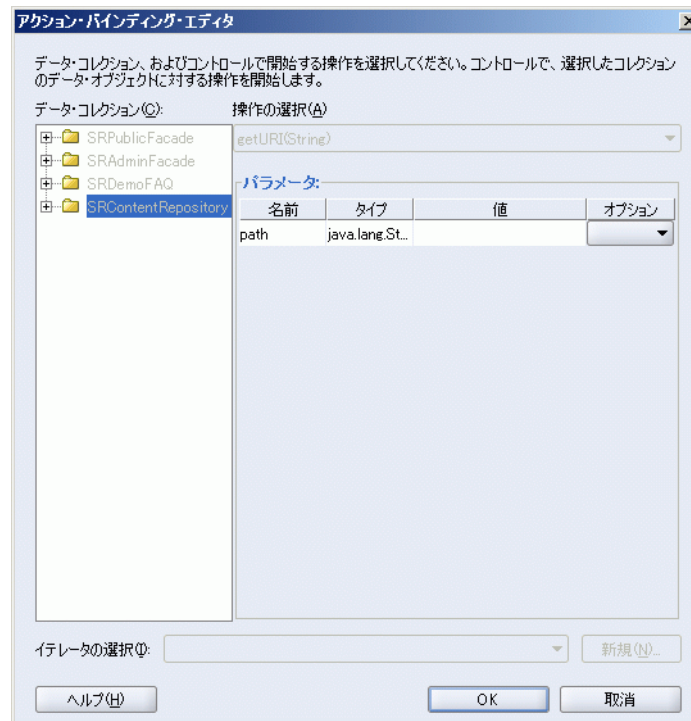 アクション・バインディング・エディタ
データ・コレクション、およびコントロールで開始する操作を選択してください。コントロールで、選択したコレクション
のデータ・オブジェクトに対する操作を開始します。
データ・コレクション(C): 操作の選択(A)
SRPublicFacade
SRAdminFacade
SRDemoFAQ
SRContentRepository
getURI(String)
パラメータ:
名前 タイプ 値 オプション
path java.lang.St...
イテレータの選択(I): 新規(N)...
ヘルプ(H) OK 取消